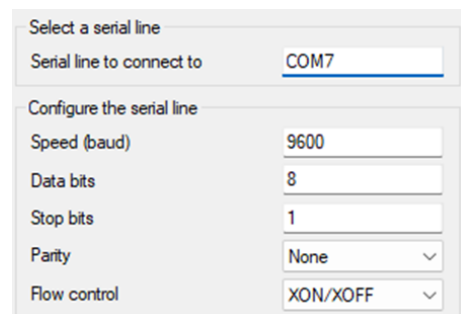 Select a serial line
Serial line to connect to COM7
Configure the serial line
Speed (baud) 9600
Data bits 8
Stop bits 1
Parity None
Flow control XON/XOFF